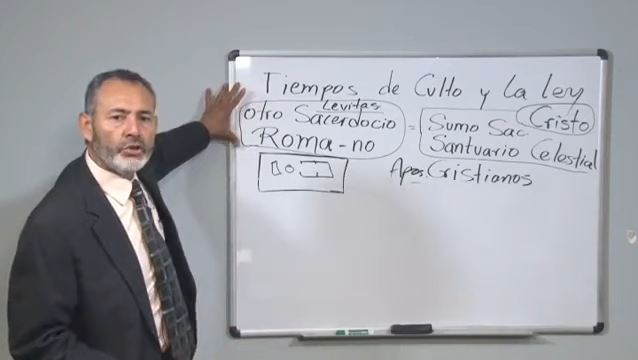 Tiempos de Culto y la Ley
Levitas
otro Sacerdocio
Roma-no
=
Cristo
Sumo Sac.
Santuario Celestial
Apos. Cristianos